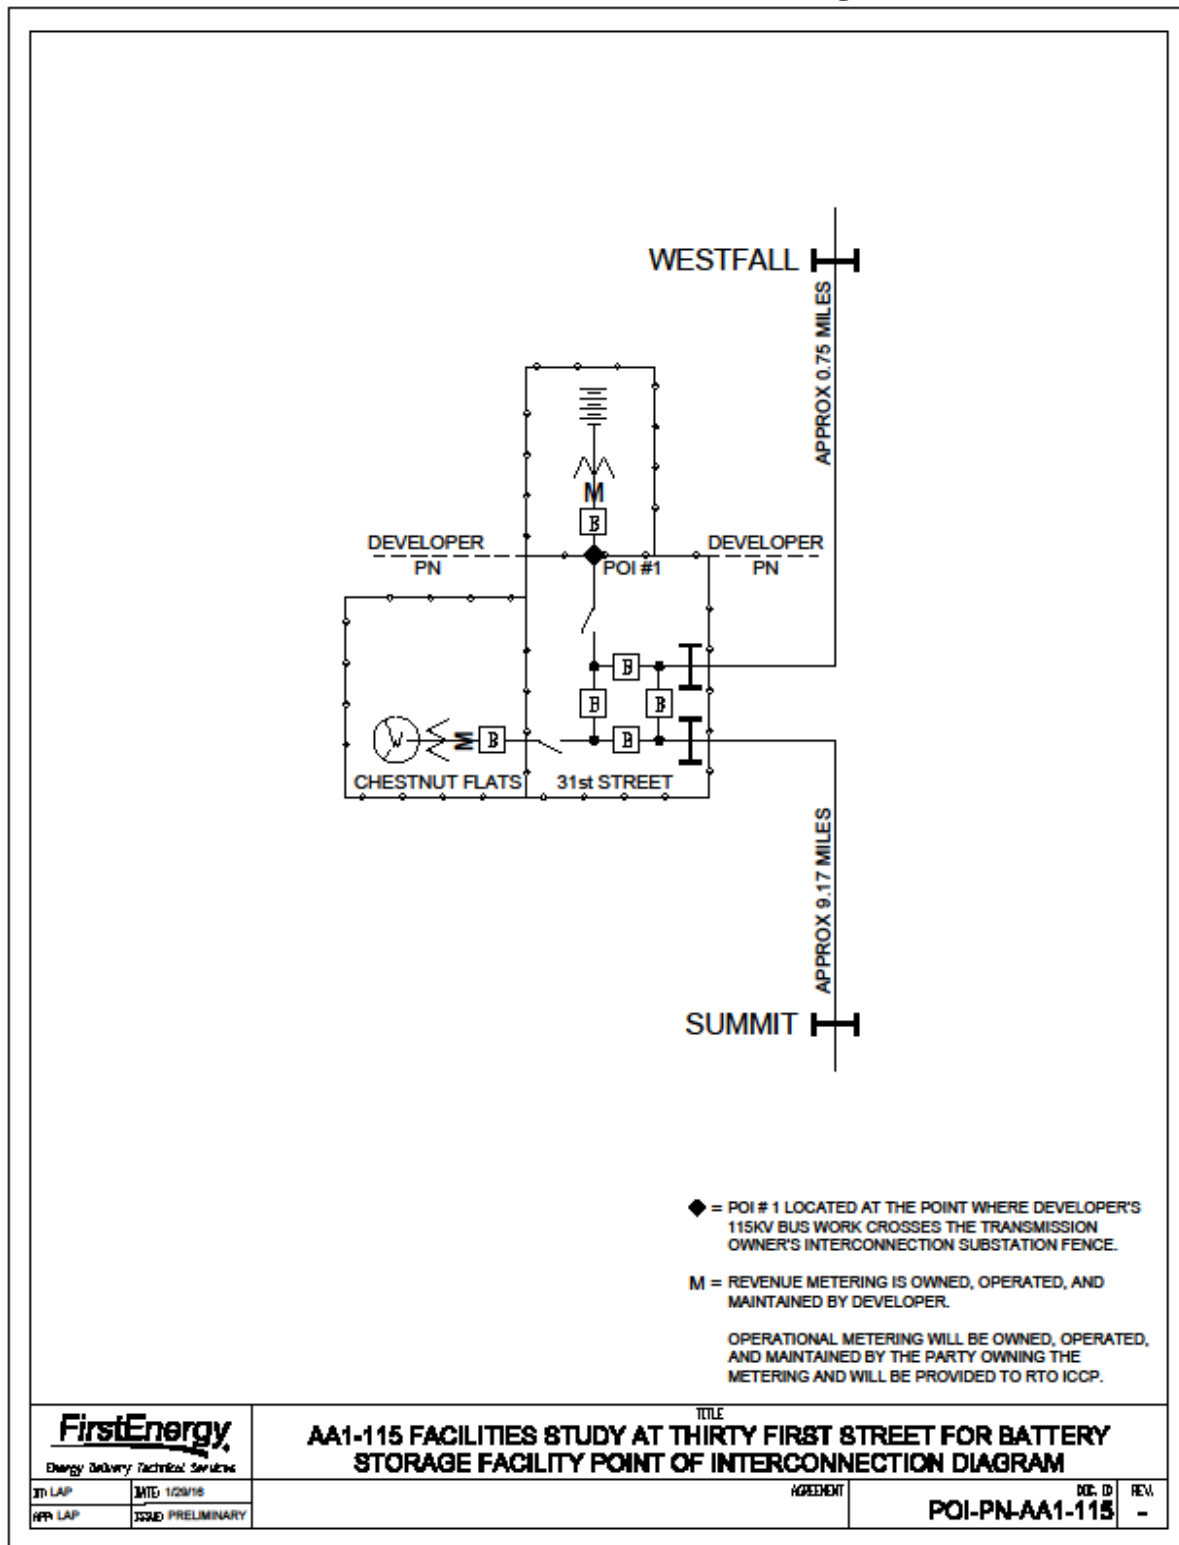 WESTFALL
APPROX 0.75 MILES
M
B
DEVELOPER
PN
POI #1
DEVELOPER
PN
B
B
B
W
M
B
B
CHESTNUT FLATS
31st STREET
APPROX 9.17 MILES
SUMMIT
= POI # 1 LOCATED AT THE POINT WHERE DEVELOPER'S
115KV BUS WORK CROSSES THE TRANSMISSION
OWNER'S INTERCONNECTION SUBSTATION FENCE.
M = REVENUE METERING IS OWNED, OPERATED, AND
MAINTAINED BY DEVELOPER.
OPERATIONAL METERING WILL BE OWNED, OPERATED,
AND MAINTAINED BY THE PARTY OWNING THE
METERING AND WILL BE PROVIDED TO RTO ICCP.
FirstEnergy
Energy Delivery Technical Services
TITLE
AA1-115 FACILITIES STUDY AT THIRTY FIRST STREET FOR BATTERY
STORAGE FACILITY POINT OF INTERCONNECTION DIAGRAM
LAP
DATE: 1/29/16
APP: LAP
ISSUED: PRELIMINARY
AGREEMENT
DOC. ID
POI-PN-AA1-115
REV.
-